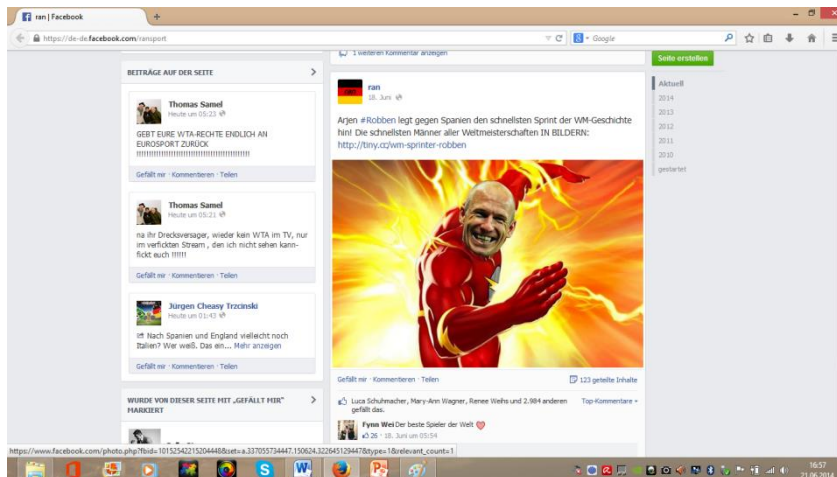 ran | Facebook
https://de-de.facebook.com/ransport
Google
1 weiteren Kommentar anzeigen
Seite erstellen
BEITRÄGE AUF DER SEITE
Thomas Samel
Heute um 05:23
GEBT EURE WTA-RECHTE ENDLICH AN
EUROSPORT ZURÜCK
!!!!!!!!!!!!!!!!!!!!!!!!!!!!!!!!!!!!!!!!!!!!
Gefällt mir · Kommentieren · Teilen
Thomas Samel
Heute um 05:21
na ihr Drecksversager, wieder kein WTA im TV, nur
im verfickten Stream , den ich nicht sehen kann-
fickt euch !!!!!!
Gefällt mir · Kommentieren · Teilen
Jürgen Cheasy Trzcinski
Heute um 01:43
Nach Spanien und England vielleicht noch
Italien? Wer weiß. Das ein... Mehr anzeigen
Gefällt mir · Kommentieren · Teilen
WURDE VON DIESER SEITE MIT „GEFÄLLT MIR“
MARKIERT
ran
18. Juni
Arjen #Robben legt gegen Spanien den schnellsten Sprint der WM-Geschichte
hin! Die schnellsten Männer aller Weltmeisterschaften IN BILDERN:
http://tiny.cc/wm-sprinter-robben
Gefällt mir · Kommentieren · Teilen
123 geteilte Inhalte
Luca Schuhmacher, Mary-Ann Wagner, Renee Weihs und 2.984 anderen
gefällt das.
Top-Kommentare
Fynn Wei Der beste Spieler der Welt
26 · 18. Juni um 05:54
Aktuell
2014
2013
2012
2011
2010
gestartet
https://www.facebook.com/photo.php?fbid=10152542215204448&set=a.337055734447.150624.322645129447&type=1&relevant_count=1
16:57
21.06.2014